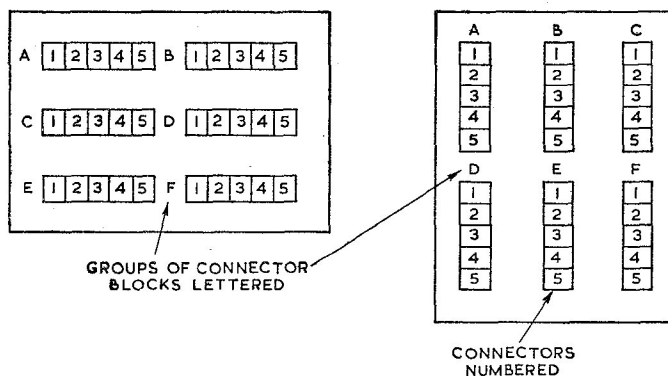 A 1 2 3 4 5 B 1 2 3 4 5
C 1 2 3 4 5 D 1 2 3 4 5
E 1 2 3 4 5 F 1 2 3 4 5
GROUPS OF CONNECTOR
BLOCKS LETTERED
A B C
1 1 1
2 2 2
3 3 3
4 4 4
5 5 5
D E F
1 1 1
2 2 2
3 3 3
4 4 4
5 5 5
CONNECTORS
NUMBERED